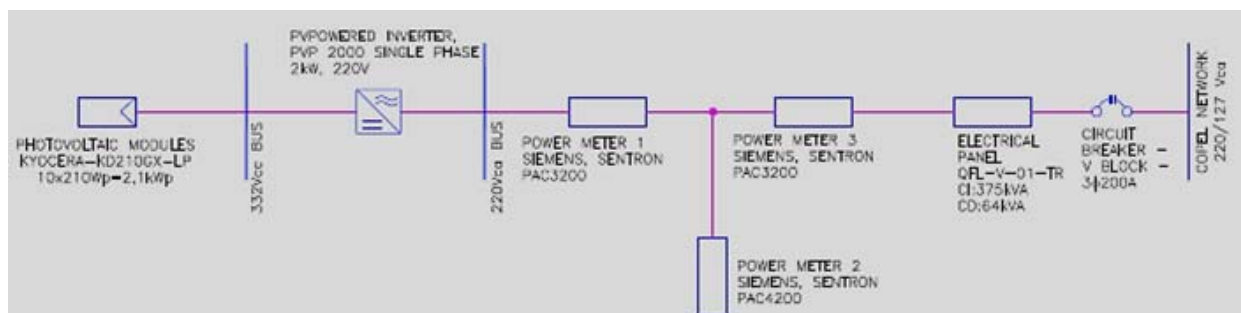 PHOTOVOLTAIC MODULES
KYOCERA-KD210GX-LP
10x210Wp=2,1kWp
332Vcc BUS
PVPOWERED INVERTER,
PVP 2000 SINGLE PHASE
2kW, 220V
220Vca BUS
POWER METER 1
SIEMENS, SENTRON
PAC3200
POWER METER 2
SIEMENS, SENTRON
PAC4200
POWER METER 3
SIEMENS, SENTRON
PAC3200
ELECTRICAL
PANEL
QFL-V-01-TR
CI:375kVA
CD:64kVA
CIRCUIT
BREAKER -
V BLOCK -
3ϕ200A
COPEL NETWORK
220/127 Vca